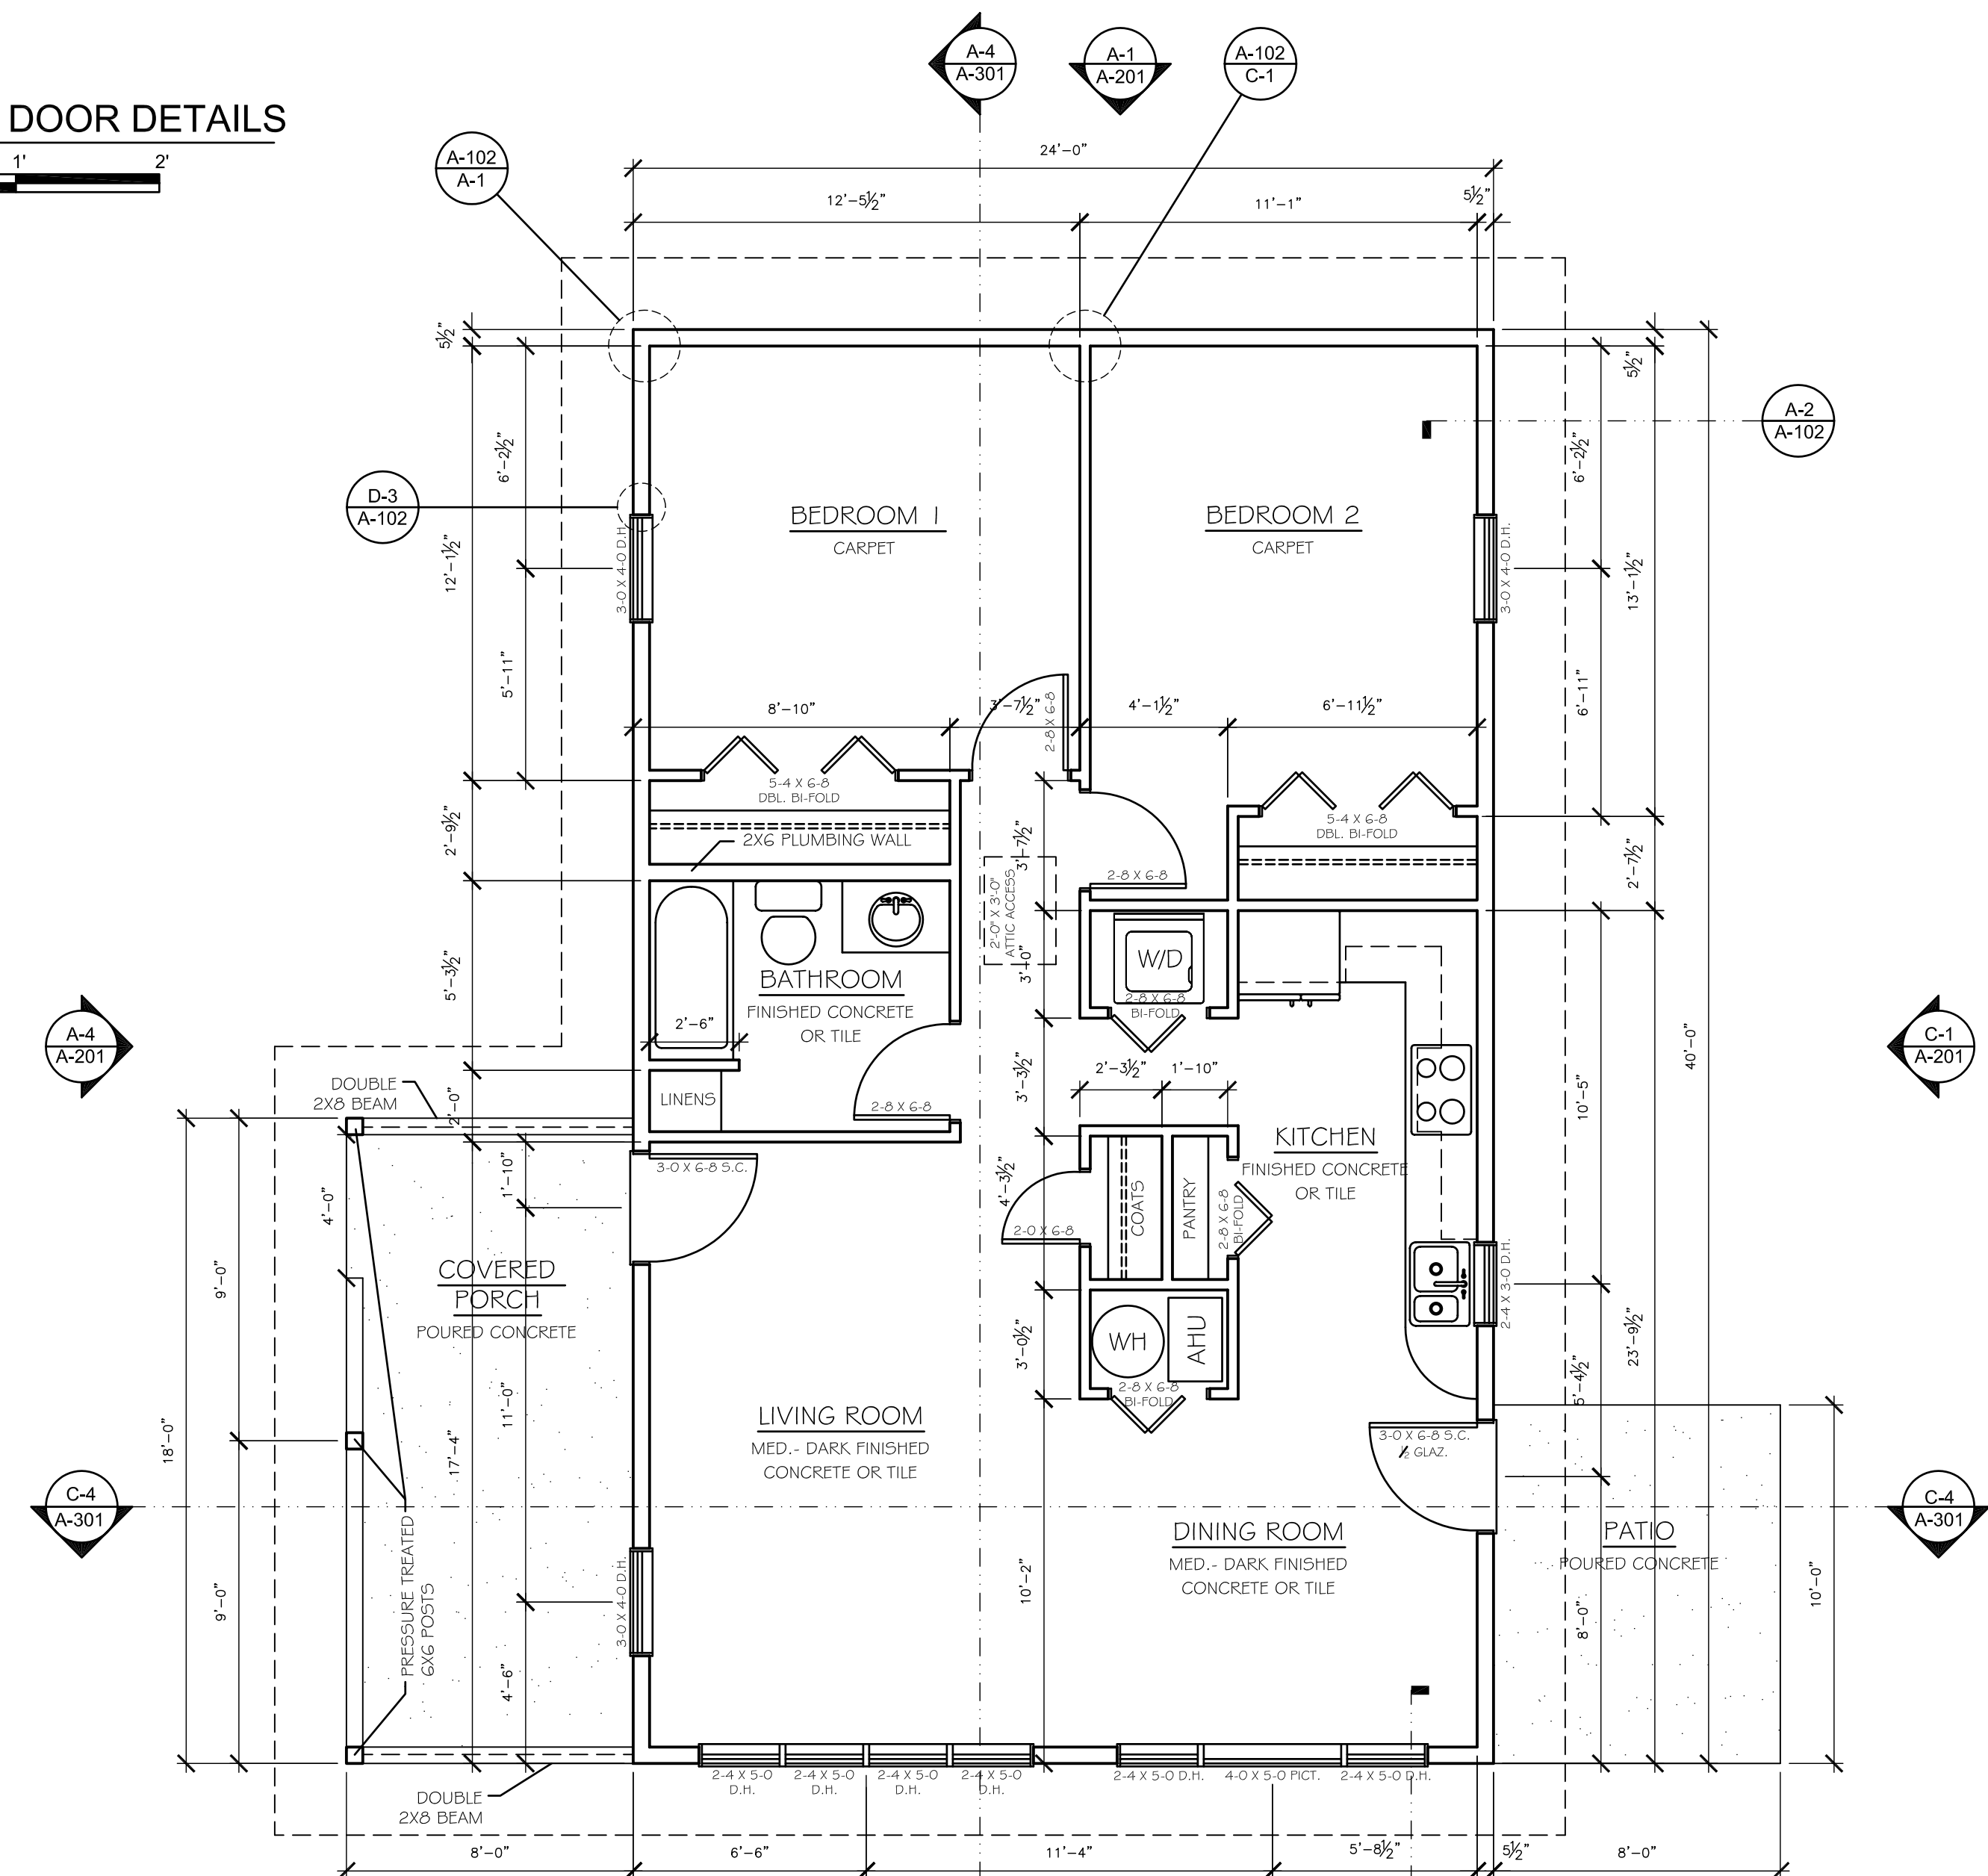 DOOR DETAILS
1'
2'
A-4
A-301
A-1
A-201
A-102
C-1
A-102
A-1
24'-0"
12'-5½"
11'-1"
5½"
5½"
5½"
A-2
A-102
D-3
A-102
6'-2½"
12'-1½"
5'-11"
6'-2½"
13'-1½"
6'-11"
3-0 X 4-0 D.H.
3-0 X 4-0 D.H.
BEDROOM 1
CARPET
BEDROOM 2
CARPET
8'-10"
3'-7½"
4'-1½"
6'-11½"
2-8 X 6-8
5-4 X 6-8
DBL. BI-FOLD
5-4 X 6-8
DBL. BI-FOLD
2X6 PLUMBING WALL
2'-9½"
3'-7½"
2'-7½"
2-8 X 6-8
2'-0" X 3'-0"
ATTIC ACCESS
3'-0"
5'-3½"
BATHROOM
FINISHED CONCRETE
OR TILE
2'-6"
W/D
2-8 X 6-8
BI-FOLD
A-4
A-201
C-1
A-201
40'-0"
DOUBLE
2X8 BEAM
2'-0"
LINENS
2-8 X 6-8
3'-3½"
2'-3½"
1'-10"
10'-5"
KITCHEN
FINISHED CONCRETE
OR TILE
3-0 X 6-8 S.C.
1'-10"
4'-0"
4'-3½"
2-0 X 6-8
COATS
PANTRY
2-8 X 6-8
BI-FOLD
9'-0"
COVERED
PORCH
POURED CONCRETE
2-4 X 3-0 D.H.
23'-9½"
5'-4½"
3'-0½"
WH
AHU
2-8 X 6-8
BI-FOLD
18'-0"
17'-4"
11'-0"
LIVING ROOM
MED.- DARK FINISHED
CONCRETE OR TILE
3-0 X 6-8 S.C.
½ GLAZ.
C-4
A-301
C-4
A-301
DINING ROOM
MED.- DARK FINISHED
CONCRETE OR TILE
PATIO
POURED CONCRETE
10'-0"
8'-0"
10'-2"
9'-0"
PRESSURE TREATED
6X6 POSTS
3-0 X 4-0 D.H.
4'-6"
2-4 X 5-0
D.H.
2-4 X 5-0
D.H.
2-4 X 5-0
D.H.
2-4 X 5-0
D.H.
2-4 X 5-0 D.H.
4-0 X 5-0 PICT.
2-4 X 5-0 D.H.
DOUBLE
2X8 BEAM
8'-0"
6'-6"
11'-4"
5'-8½"
5½"
8'-0"